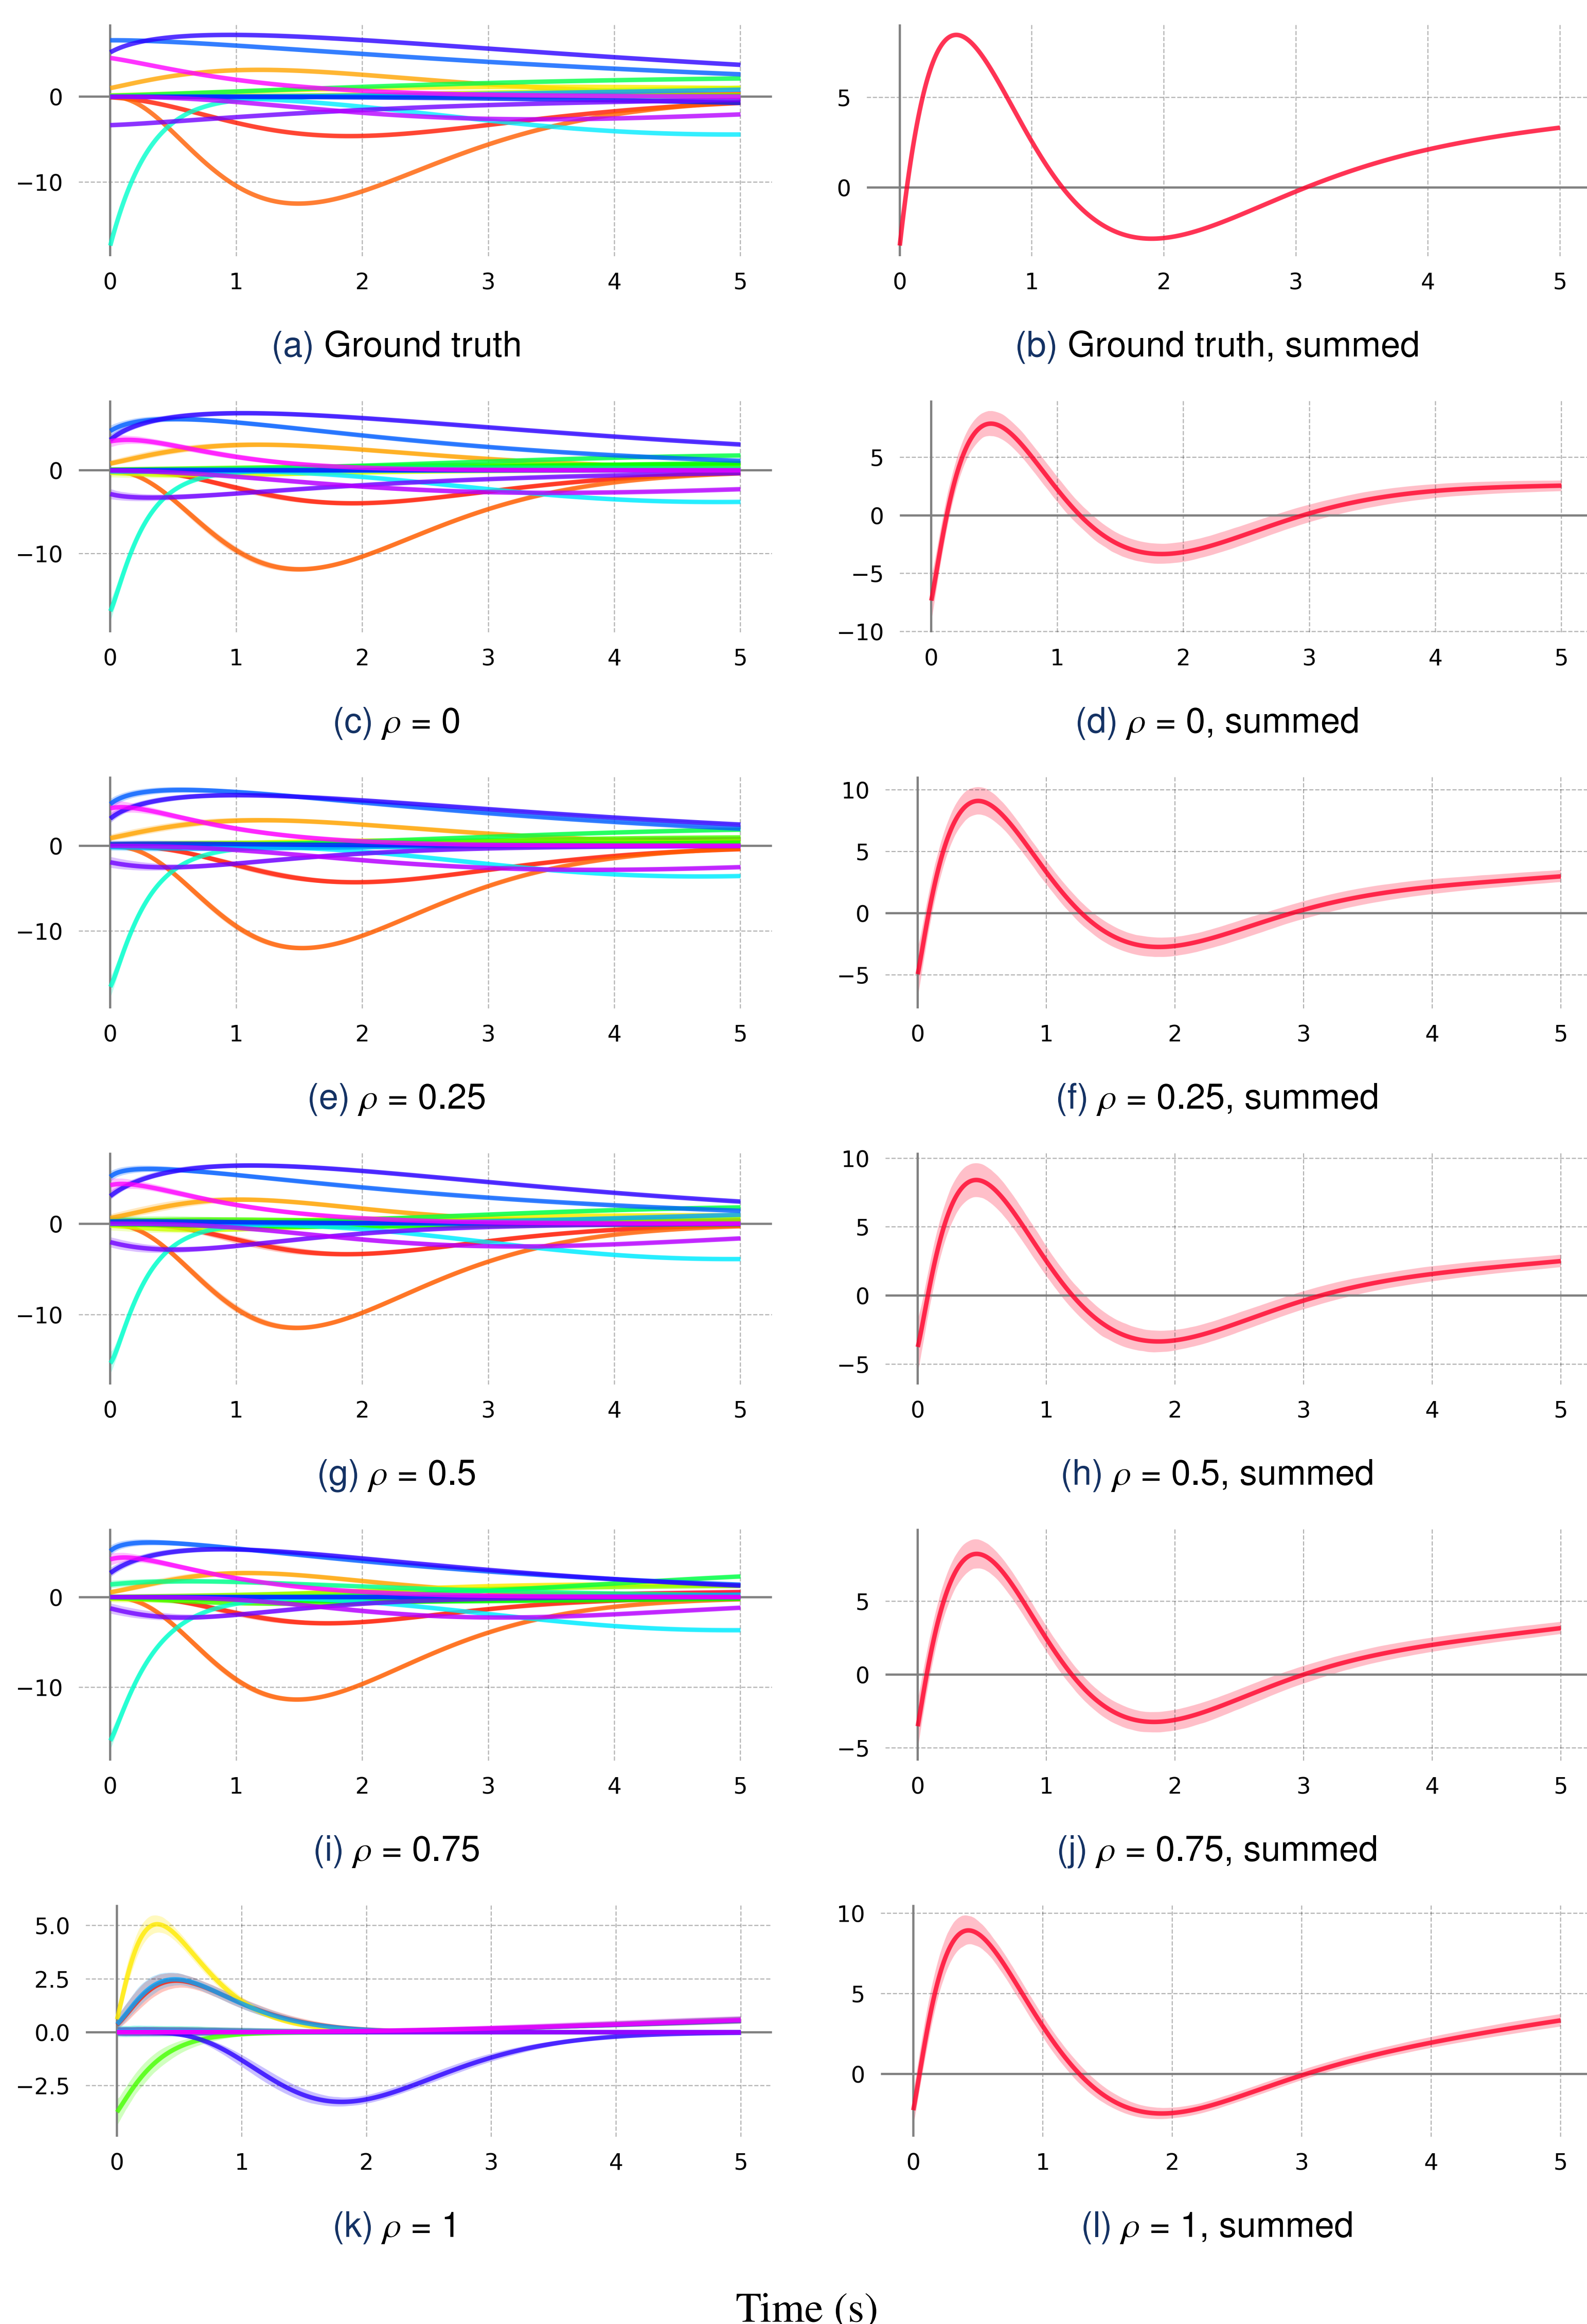 0
−10
0 1 2 3 4 5
(a) Ground truth
5
0
0 1 2 3 4 5
(b) Ground truth, summed
0
−10
0 1 2 3 4 5
(c) ρ = 0
5
0
−5
−10
0 1 2 3 4 5
(d) ρ = 0, summed
0
−10
0 1 2 3 4 5
(e) ρ = 0.25
10
5
0
−5
0 1 2 3 4 5
(f) ρ = 0.25, summed
0
−10
0 1 2 3 4 5
(g) ρ = 0.5
10
5
0
−5
0 1 2 3 4 5
(h) ρ = 0.5, summed
0
−10
0 1 2 3 4 5
(i) ρ = 0.75
5
0
−5
0 1 2 3 4 5
(j) ρ = 0.75, summed
5.0
2.5
0.0
−2.5
0 1 2 3 4 5
(k) ρ = 1
10
5
0
0 1 2 3 4 5
(l) ρ = 1, summed
Time (s)